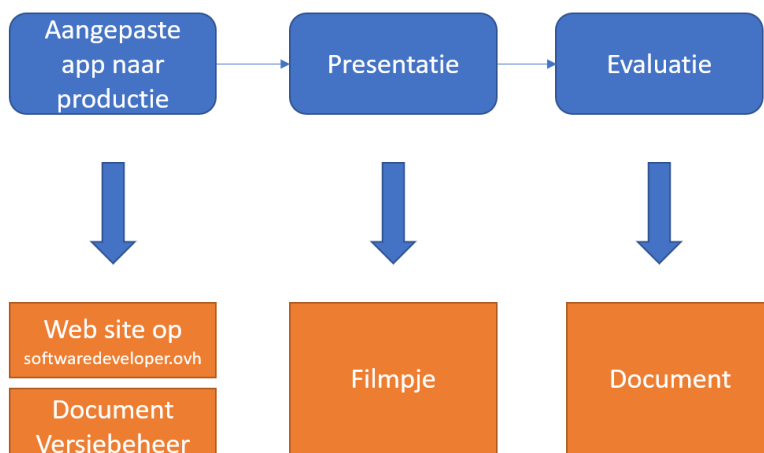 Aangepaste
app naar
productie
Presentatie
Evaluatie
Web site op
softwaredeveloper.ovh
Document
Versiebeheer
Filmpje
Document